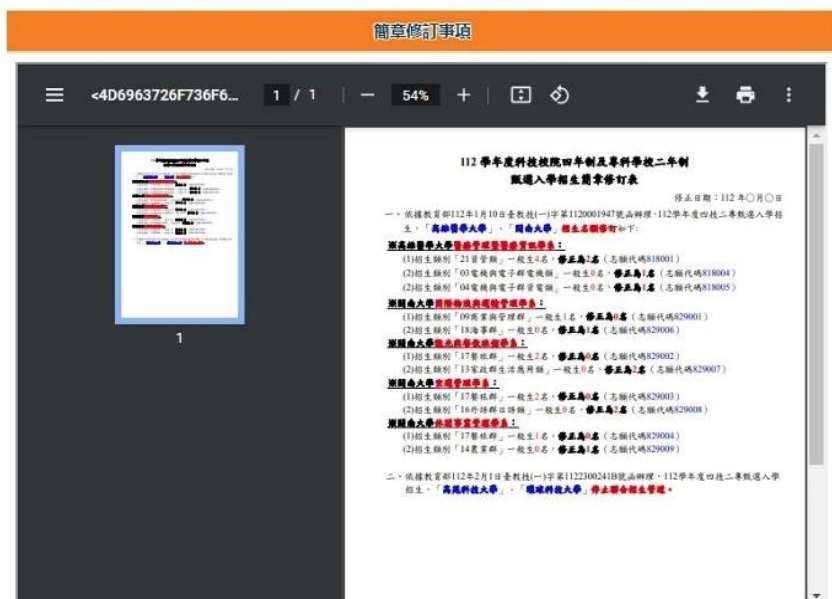 簡章修訂事項
<4D6963726F736F6... 1 / 1 54%
1
112 學年度科技校院四年制及專科學校二年制
甄選入學招生簡章修訂表
修正日期：112 年○月○日
一、依據教育部112年1月10日臺教技(一)字第1120001947號函辦理，112學年度四技二專甄選入學招
生，「高雄醫學大學」、「開南大學」招生名額修訂如下:
※高雄醫學大學醫務管理暨醫療資訊學系：
(1)招生類別「21資管類」一般生4名，修正為2名（志願代碼818001）
(2)招生類別「03電機與電子群電機類」一般生0名，修正為1名（志願代碼818004）
(2)招生類別「04電機與電子群資電類」一般生0名，修正為1名（志願代碼818005）
※開南大學國際物流與運輸管理學系：
(1)招生類別「09商業與管理群」一般生1名，修正為0名（志願代碼829001）
(2)招生類別「18海事群」一般生0名，修正為1名（志願代碼829006）
※開南大學觀光與餐飲旅館學系：
(1)招生類別「17餐旅群」一般生2名，修正為0名（志願代碼829002）
(2)招生類別「13家政群生活應用類」一般生0名，修正為2名（志願代碼829007）
※開南大學空運管理學系：
(1)招生類別「17餐旅群」一般生2名，修正為0名（志願代碼829003）
(2)招生類別「16外語群日語類」一般生0名，修正為2名（志願代碼829008）
※開南大學休閒事業管理學系：
(1)招生類別「17餐旅群」一般生1名，修正為0名（志願代碼829004）
(2)招生類別「14農業群」一般生0名，修正為1名（志願代碼829009）
二、依據教育部112年2月1日臺教技(一)字第1122300241B號函辦理，112學年度四技二專甄選入學
招生，「高苑科技大學」、「環球科技大學」停止聯合招生管道。